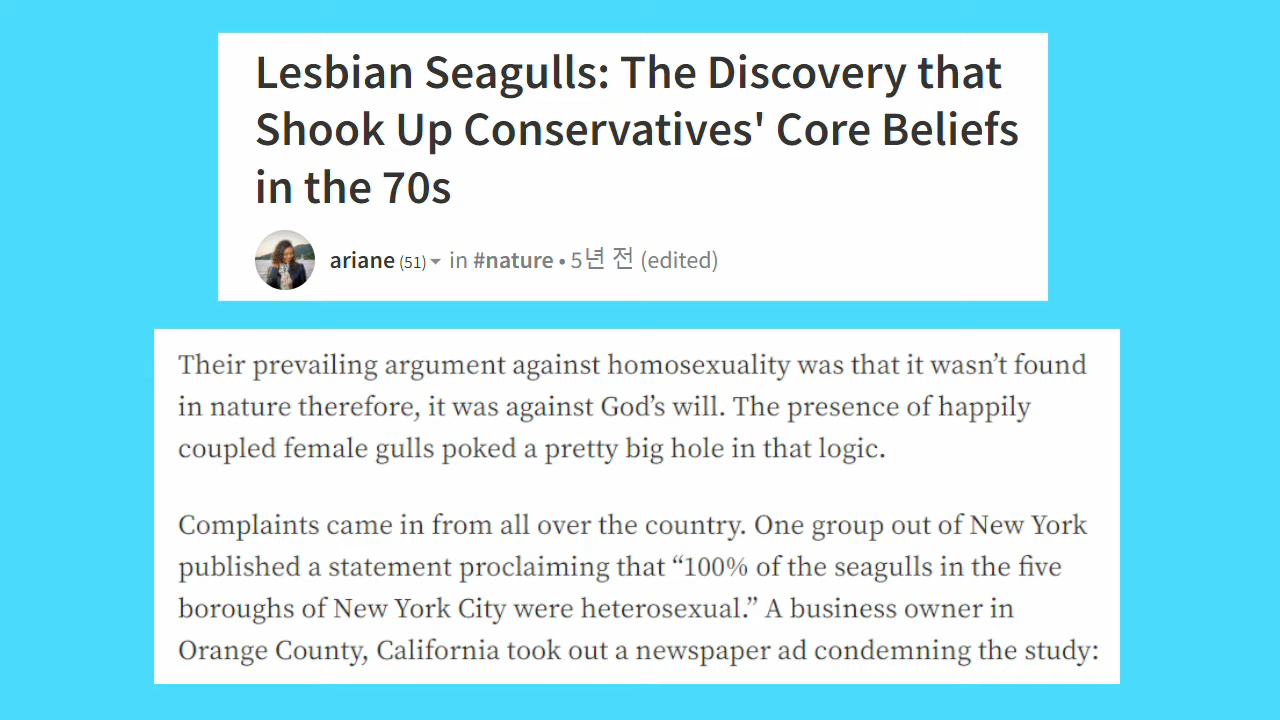 Lesbian Seagulls: The Discovery that
Shook Up Conservatives' Core Beliefs
in the 70s
ariane (51) in #nature • 5년 전 (edited)
Their prevailing argument against homosexuality was that it wasn’t found
in nature therefore, it was against God’s will. The presence of happily
coupled female gulls poked a pretty big hole in that logic.
Complaints came in from all over the country. One group out of New York
published a statement proclaiming that “100% of the seagulls in the five
boroughs of New York City were heterosexual.” A business owner in
Orange County, California took out a newspaper ad condemning the study: